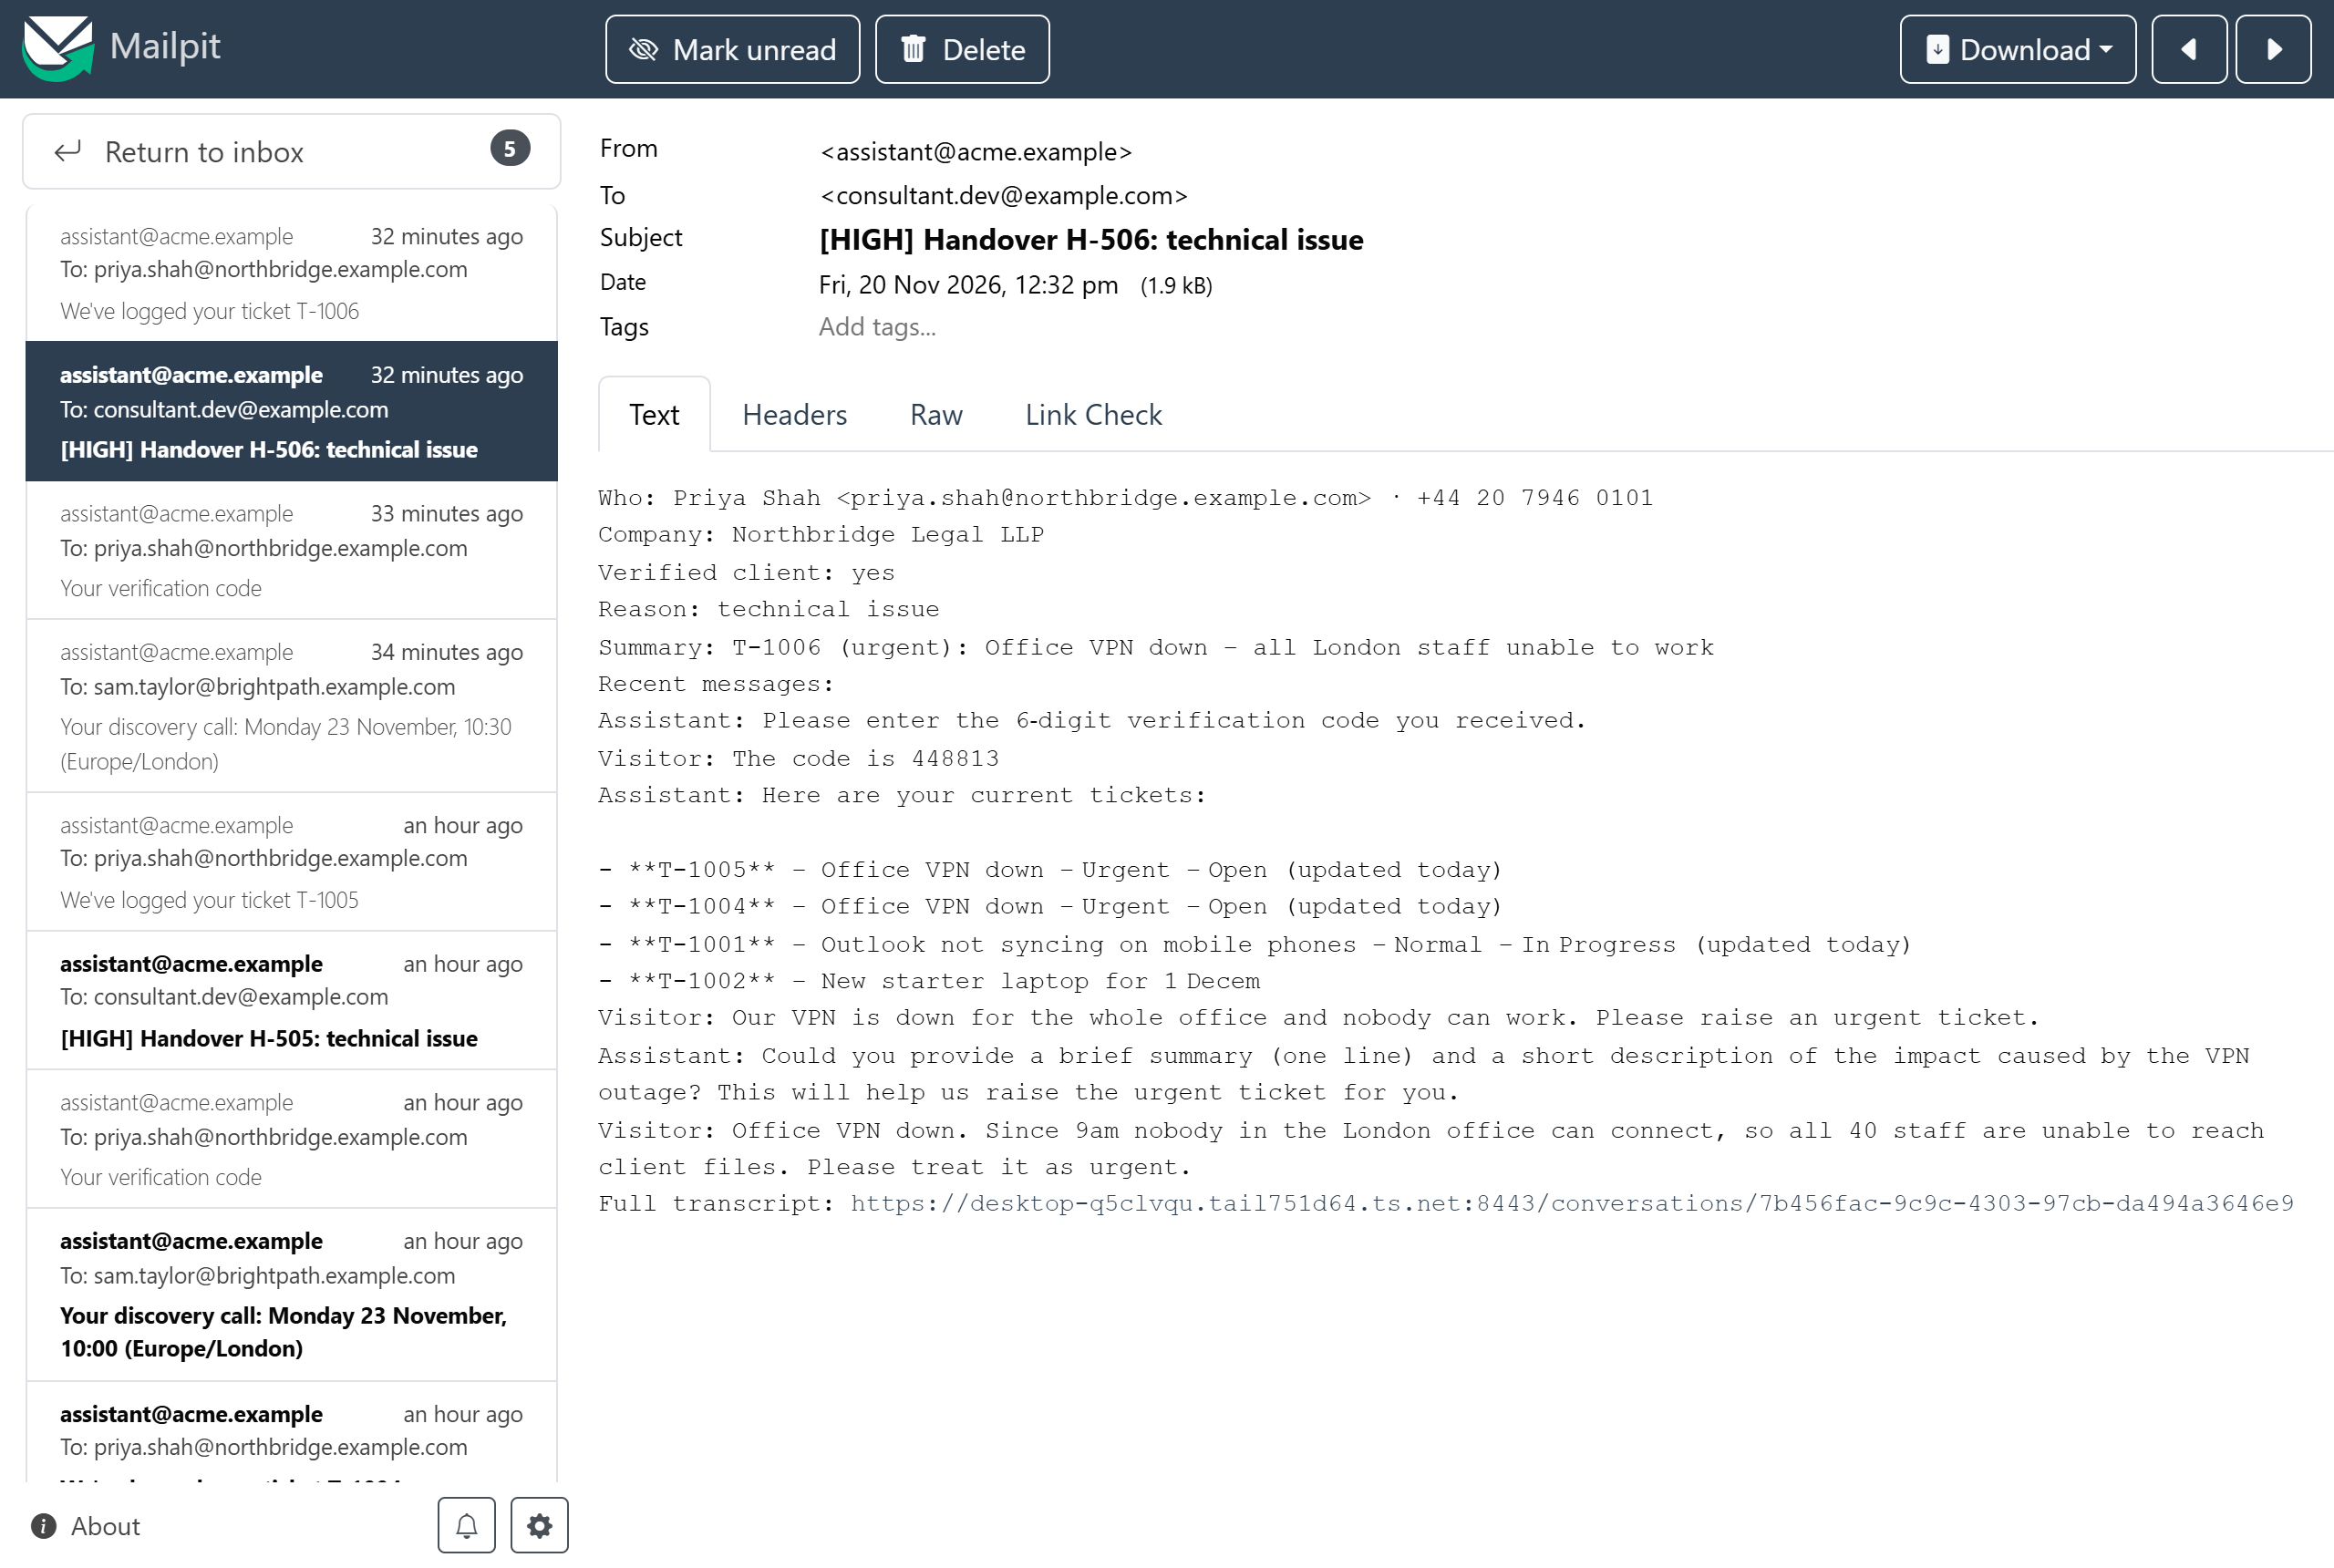 Mailpit
Mark unread
Delete
Download
Return to inbox
5
assistant@acme.example
32 minutes ago
To: priya.shah@northbridge.example.com
We've logged your ticket T-1006
assistant@acme.example
32 minutes ago
To: consultant.dev@example.com
[HIGH] Handover H-506: technical issue
assistant@acme.example
33 minutes ago
To: priya.shah@northbridge.example.com
Your verification code
assistant@acme.example
34 minutes ago
To: sam.taylor@brightpath.example.com
Your discovery call: Monday 23 November, 10:30
(Europe/London)
assistant@acme.example
an hour ago
To: priya.shah@northbridge.example.com
We've logged your ticket T-1005
assistant@acme.example
an hour ago
To: consultant.dev@example.com
[HIGH] Handover H-505: technical issue
assistant@acme.example
an hour ago
To: priya.shah@northbridge.example.com
Your verification code
assistant@acme.example
an hour ago
To: sam.taylor@brightpath.example.com
Your discovery call: Monday 23 November,
10:00 (Europe/London)
assistant@acme.example
an hour ago
To: priya.shah@northbridge.example.com
About
From
<assistant@acme.example>
To
<consultant.dev@example.com>
Subject
[HIGH] Handover H-506: technical issue
Date
Fri, 20 Nov 2026, 12:32 pm (1.9 kB)
Tags
Add tags...
Text
Headers
Raw
Link Check
Who: Priya Shah <priya.shah@northbridge.example.com> · +44 20 7946 0101
Company: Northbridge Legal LLP
Verified client: yes
Reason: technical issue
Summary: T-1006 (urgent): Office VPN down – all London staff unable to work
Recent messages:
Assistant: Please enter the 6-digit verification code you received.
Visitor: The code is 448813
Assistant: Here are your current tickets:
- **T-1005** – Office VPN down – Urgent – Open (updated today)
- **T-1004** – Office VPN down – Urgent – Open (updated today)
- **T-1001** – Outlook not syncing on mobile phones – Normal – In Progress (updated today)
- **T-1002** – New starter laptop for 1 Decem
Visitor: Our VPN is down for the whole office and nobody can work. Please raise an urgent ticket.
Assistant: Could you provide a brief summary (one line) and a short description of the impact caused by the VPN
outage? This will help us raise the urgent ticket for you.
Visitor: Office VPN down. Since 9am nobody in the London office can connect, so all 40 staff are unable to reach
client files. Please treat it as urgent.
Full transcript: https://desktop-q5clvqu.tail751d64.ts.net:8443/conversations/7b456fac-9c9c-4303-97cb-da494a3646e9